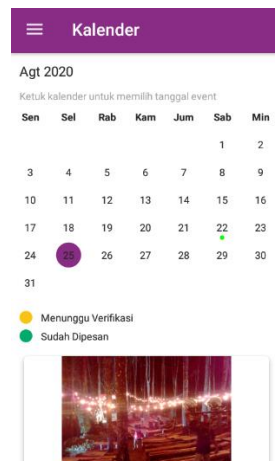 Kalender
Agt 2020
Ketuk kalender untuk memilih tanggal event
Sen Sel Rab Kam Jum Sab Min
1 2
3 4 5 6 7 8 9
10 11 12 13 14 15 16
17 18 19 20 21 22 23
24 25 26 27 28 29 30
31
Menunggu Verifikasi
Sudah Dipesan